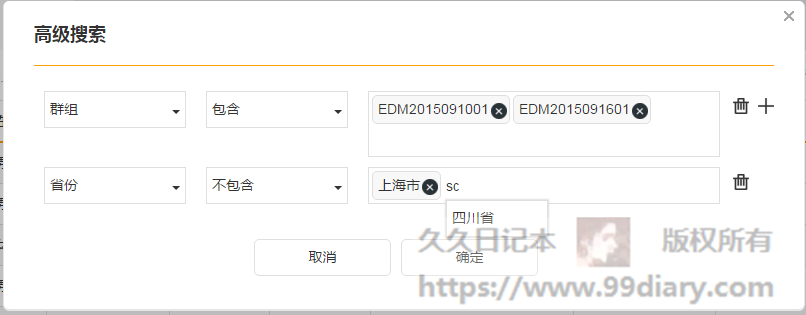 高级搜索
群组 包含 EDM2015091001 EDM2015091601
省份 不包含 上海市 sc
四川省
取消 确定
久久日记本 版权所有
https://www.99diary.com